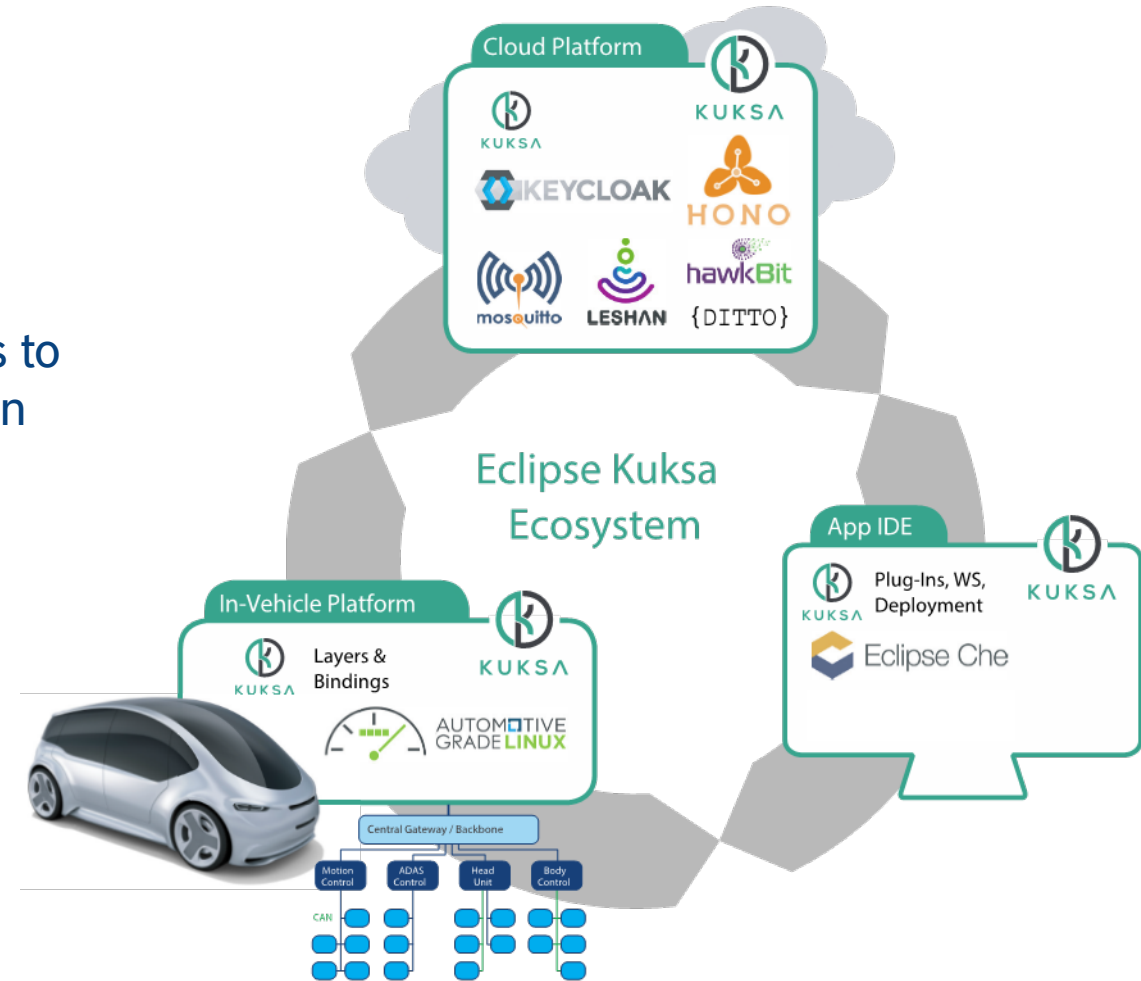 Cloud Platform
KUKSA
KUKSA
KEYCLOAK
HONO
mosquitto
LESHAN
hawkBit
{DITTO}
s to
n
Eclipse Kuksa
Ecosystem
App IDE
KUKSA
Plug-Ins, WS,
Deployment
KUKSA
Eclipse Che
In-Vehicle Platform
KUKSA
Layers &
Bindings
KUKSA
AUTOMOTIVE
GRADELINUX
Central Gateway / Backbone
Motion
Control
ADAS
Control
Head
Unit
Body
Control
CAN